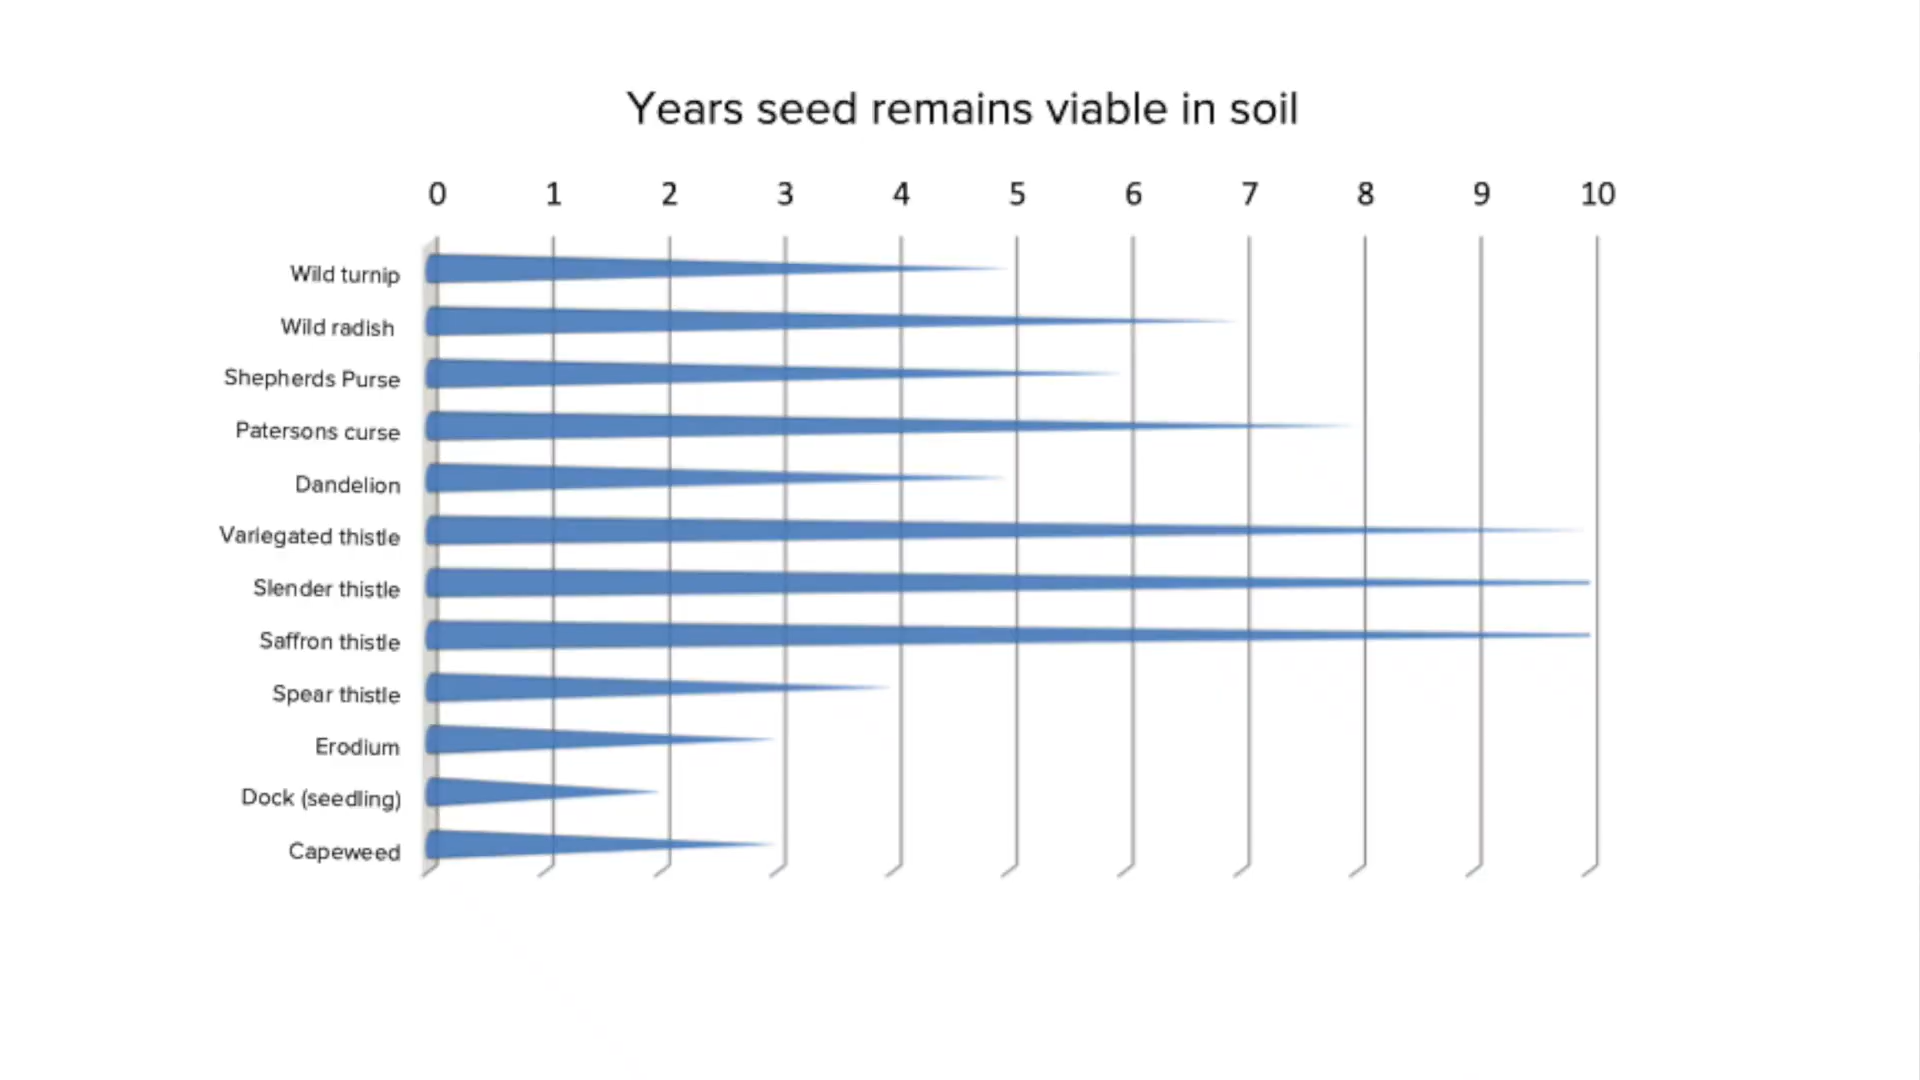 Years seed remains viable in soil
0 1 2 3 4 5 6 7 8 9 10
Wild turnip
Wild radish
Shepherds Purse
Patersons curse
Dandelion
Variegated thistle
Slender thistle
Saffron thistle
Spear thistle
Erodium
Dock (seedling)
Capeweed